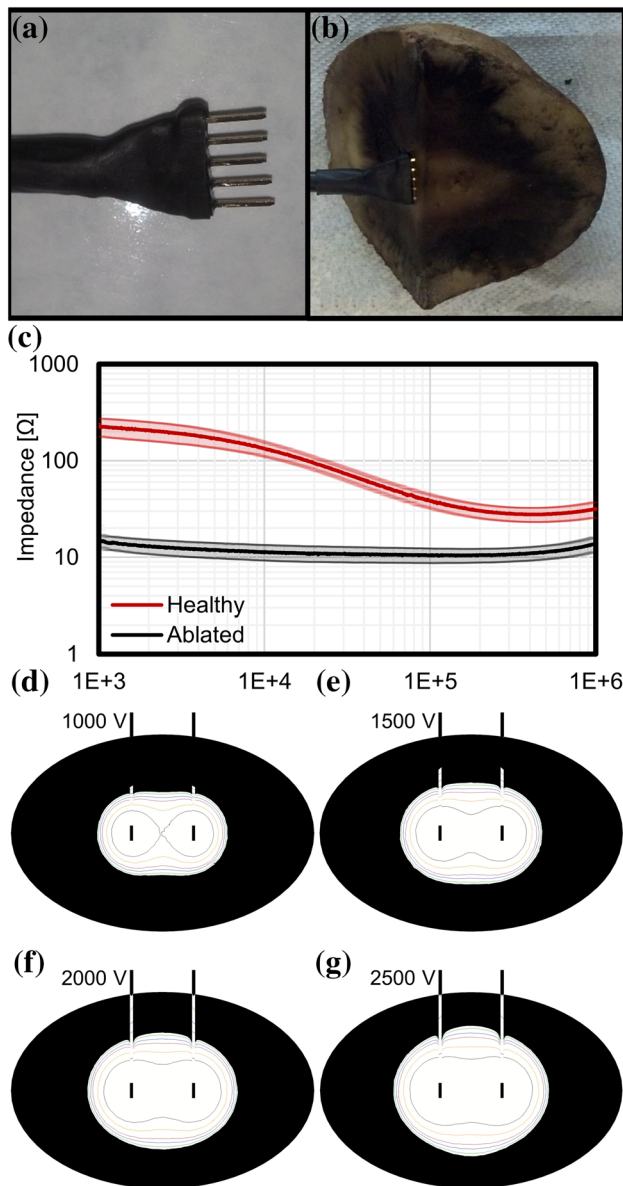 (a) (b)
(c)
1000
100
10
1
Impedance [Ω]
Healthy
Ablated
1E+3 1E+4 1E+5 1E+6
(d) (e)
1000 V 1500 V
(f) (g)
2000 V 2500 V